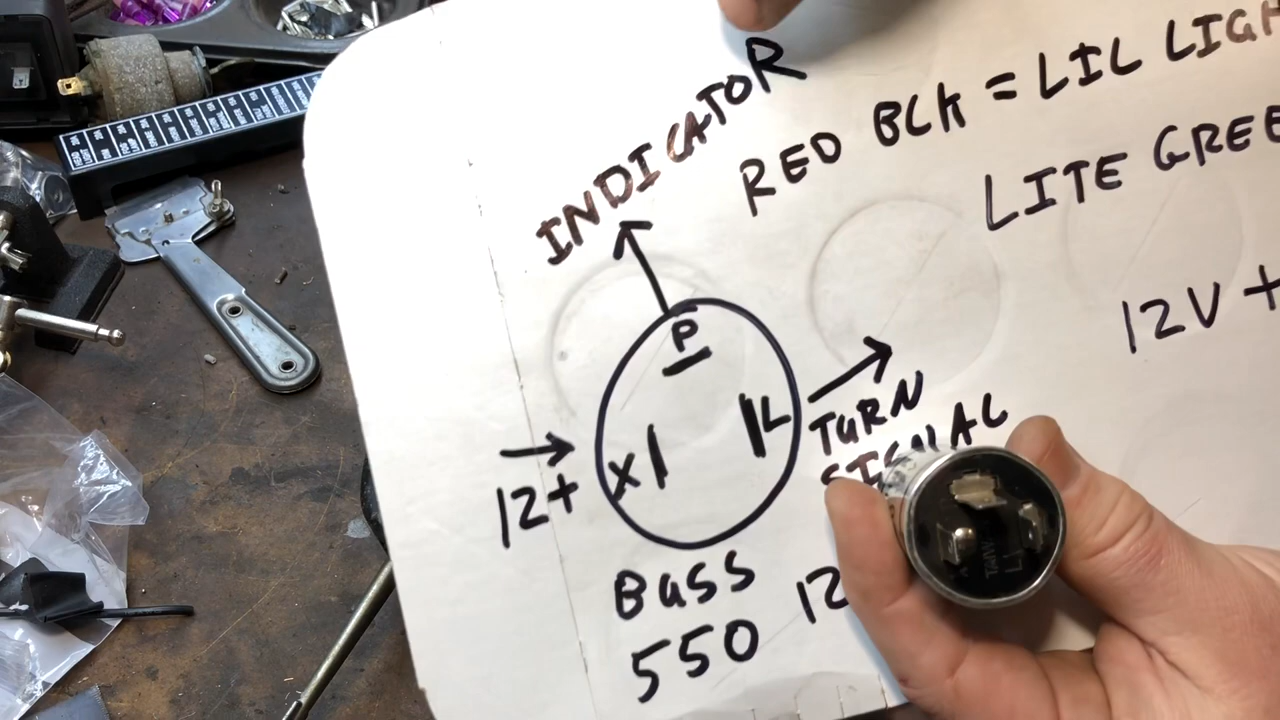 INDICATOR
RED BLK = LIL LIGH
LITE GREE
12V +
P
X
L
TURN
SIGNAL
12+
BUSS
550
12